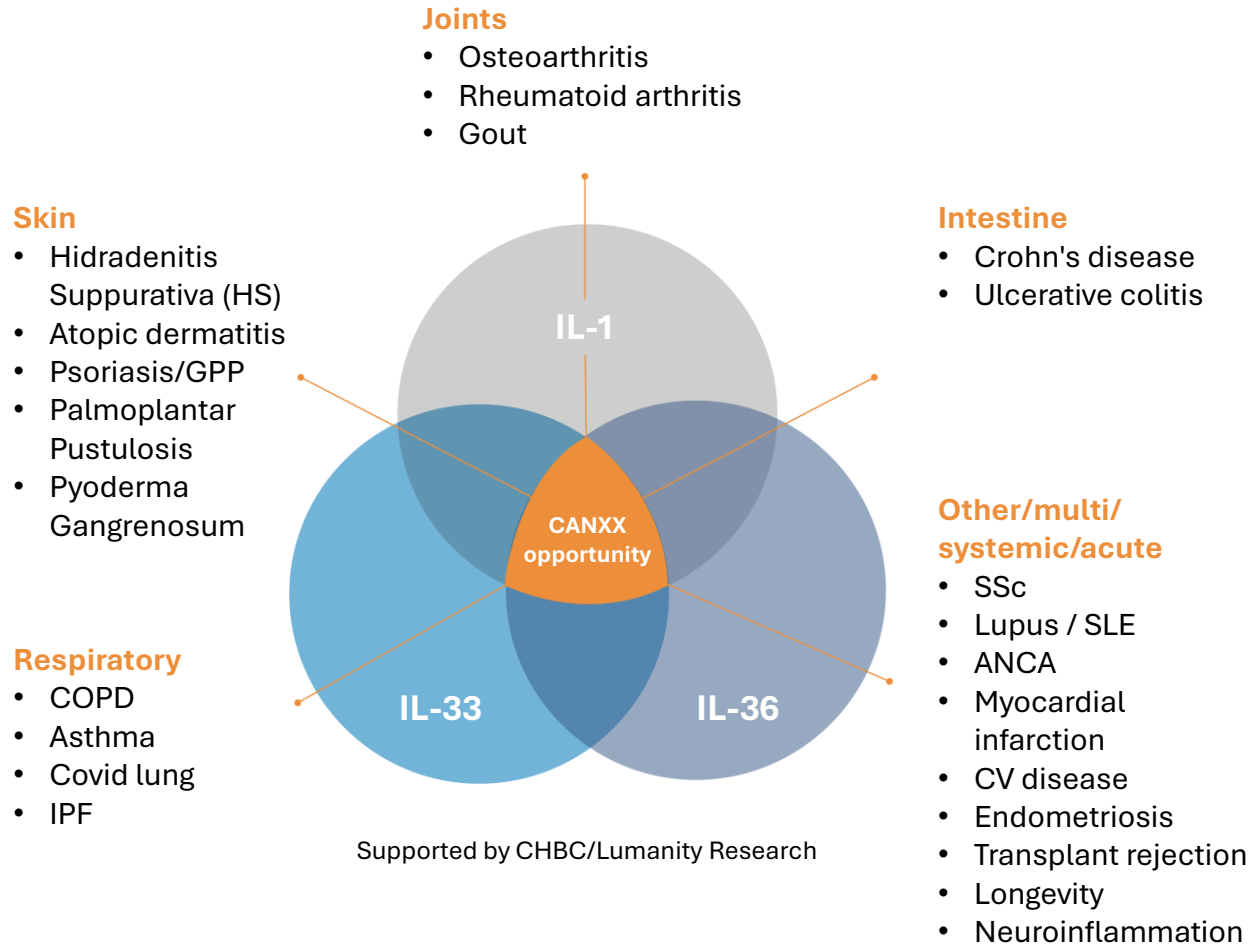 Joints
• Osteoarthritis
• Rheumatoid arthritis
• Gout
Skin
• Hidradenitis
Suppurativa (HS)
• Atopic dermatitis
• Psoriasis/GPP
• Palmoplantar
Pustulosis
• Pyoderma
Gangrenosum
Intestine
• Crohn's disease
• Ulcerative colitis
IL-1
CANXX
opportunity
IL-33
IL-36
Respiratory
• COPD
• Asthma
• Covid lung
• IPF
Other/multi/
systemic/acute
• SSc
• Lupus / SLE
• ANCA
• Myocardial
infarction
• CV disease
• Endometriosis
• Transplant rejection
• Longevity
• Neuroinflammation
Supported by CHBC/Lumanity Research